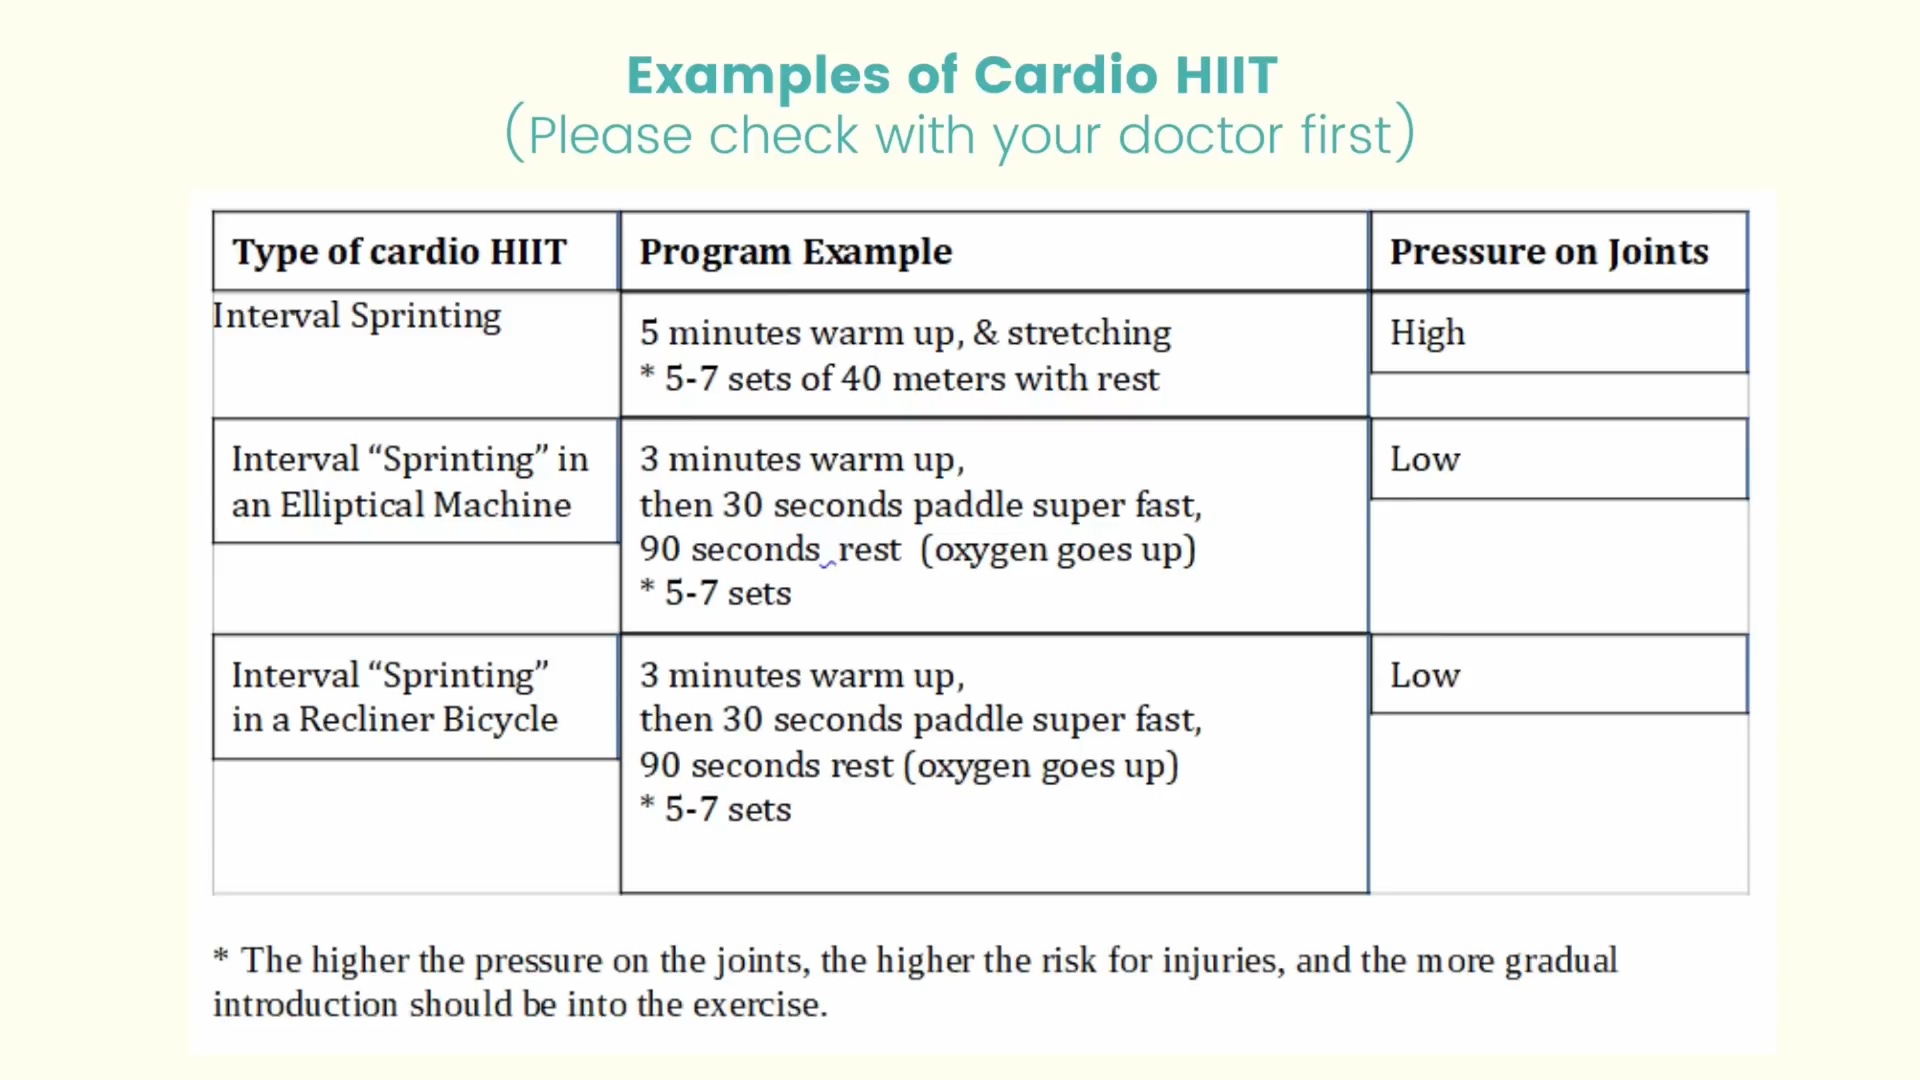 Examples of Cardio HIIT
(Please check with your doctor first)
Type of cardio HIIT
Program Example
Pressure on Joints
Interval Sprinting
5 minutes warm up, & stretching
* 5-7 sets of 40 meters with rest
High
Interval “Sprinting” in
an Elliptical Machine
3 minutes warm up,
then 30 seconds paddle super fast,
90 seconds rest (oxygen goes up)
* 5-7 sets
Low
Interval “Sprinting”
in a Recliner Bicycle
3 minutes warm up,
then 30 seconds paddle super fast,
90 seconds rest (oxygen goes up)
* 5-7 sets
Low
* The higher the pressure on the joints, the higher the risk for injuries, and the more gradual
introduction should be into the exercise.